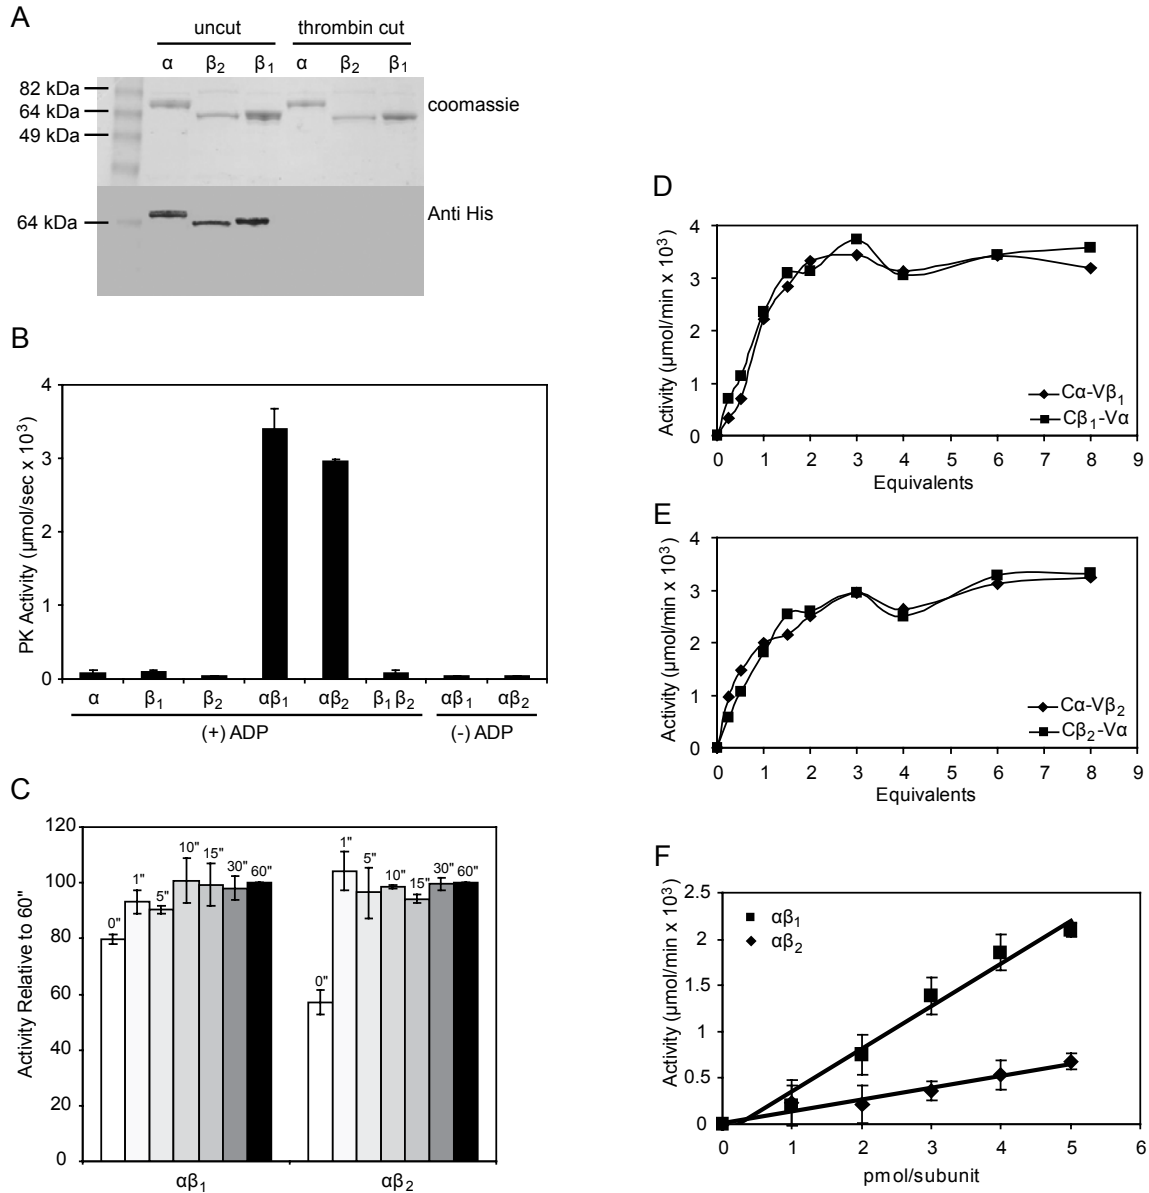 A
uncut thrombin cut
α β₂ β₁ α β₂ β₁
82 kDa
64 kDa
49 kDa
coomassie
64 kDa
Anti His
B
PK Activity (µmol/sec x 10³)
4
3
2
1
0
α β₁ β₂ αβ₁ αβ₂ β₁β₂ αβ₁ αβ₂
(+) ADP (-) ADP
C
Activity Relative to 60"
120
100
80
60
40
20
0
0" 1" 5" 10" 15" 30" 60"
0" 1" 5" 10" 15" 30" 60"
αβ₁ αβ₂
D
Activity (µmol/min x 10³)
4
3
2
1
0
Cα-Vβ₁
Cβ₁-Vα
0 1 2 3 4 5 6 7 8 9
Equivalents
E
Activity (µmol/min x 10³)
4
3
2
1
0
Cα-Vβ₂
Cβ₂-Vα
0 1 2 3 4 5 6 7 8 9
Equivalents
F
Activity (µmol/min x 10³)
2.5
2
1.5
1
0.5
0
αβ₁
αβ₂
0 1 2 3 4 5 6
pmol/subunit